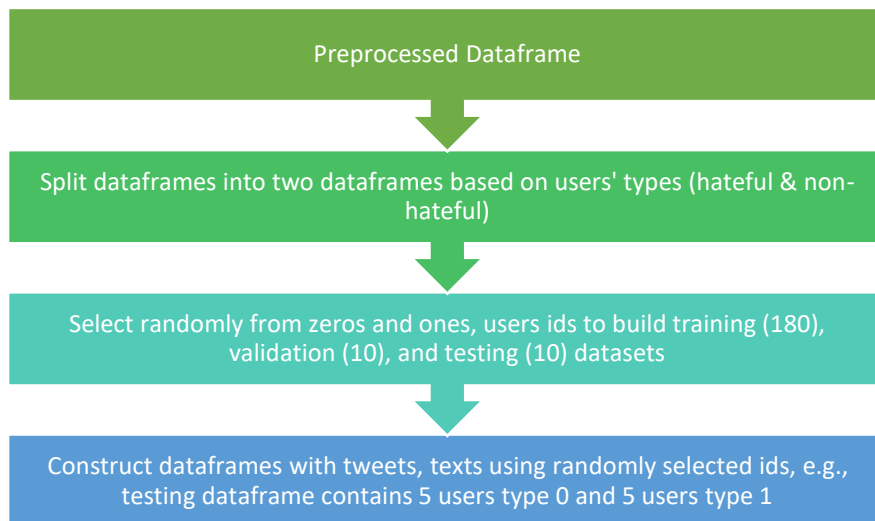 Preprocessed Dataframe
Split dataframes into two dataframes based on users' types (hateful & non-
hateful)
Select randomly from zeros and ones, users ids to build training (180),
validation (10), and testing (10) datasets
Construct dataframes with tweets, texts using randomly selected ids, e.g.,
testing dataframe contains 5 users type 0 and 5 users type 1